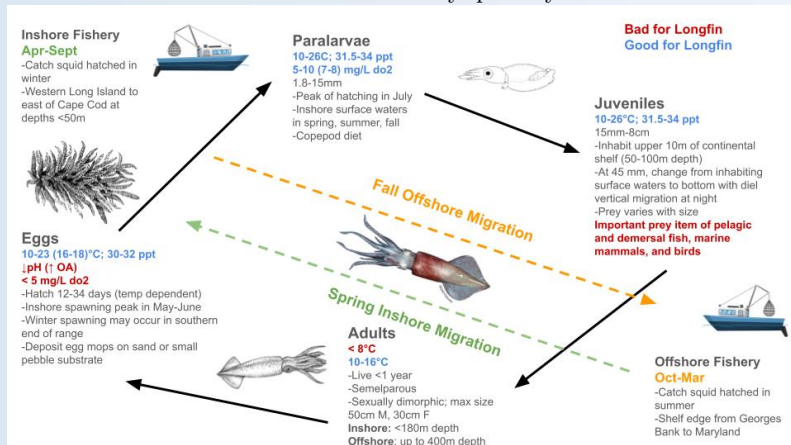 Inshore Fishery
Apr-Sept
-Catch squid hatched in
winter
-Western Long Island to
east of Cape Cod at
depths <50m
Paralarvae
10-26C; 31.5-34 ppt
5-10 (7-8) mg/L do2
1.8-15mm
-Peak of hatching in July
-Inshore surface waters
in spring, summer, fall
-Copepod diet
Bad for Longfin
Good for Longfin
Juveniles
10-26°C; 31.5-34 ppt
15mm-8cm
-Inhabit upper 10m of continental
shelf (50-100m depth)
-At 45 mm, change from inhabiting
surface waters to bottom with diel
vertical migration at night
-Prey varies with size
Important prey item of pelagic
and demersal fish, marine
mammals, and birds
Fall Offshore Migration
Spring Inshore Migration
Eggs
10-23 (16-18)°C; 30-32 ppt
↓pH (↑ OA)
< 5 mg/L do2
-Hatch 12-34 days (temp dependent)
-Inshore spawning peak in May-June
-Winter spawning may occur in southern
end of range
-Deposit egg mops on sand or small
pebble substrate
Adults
< 8°C
10-16°C
-Live <1 year
-Semelparous
-Sexually dimorphic; max size
50cm M, 30cm F
Inshore: <180m depth
Offshore: up to 400m depth
Offshore Fishery
Oct-Mar
-Catch squid hatched in
summer
-Shelf edge from Georges
Bank to Maryland